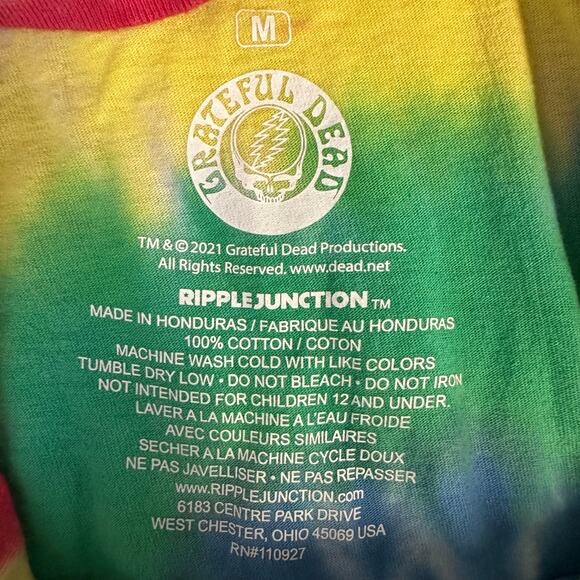 M
GRATEFUL DEAD
TM & © 2021 Grateful Dead Productions.
All Rights Reserved. www.dead.net
RIPPLE JUNCTION TM
MADE IN HONDURAS / FABRIQUE AU HONDURAS
100% COTTON / COTON
MACHINE WASH COLD WITH LIKE COLORS
TUMBLE DRY LOW • DO NOT BLEACH • DO NOT IRON
NOT INTENDED FOR CHILDREN 12 AND UNDER.
LAVER A LA MACHINE A L'EAU FROIDE
AVEC COULEURS SIMILAIRES
SECHER A LA MACHINE CYCLE DOUX
NE PAS JAVELLISER • NE PAS REPASSER
www.RIPPLEJUNCTION.com
6183 CENTRE PARK DRIVE
WEST CHESTER, OHIO 45069 USA
RN#110927